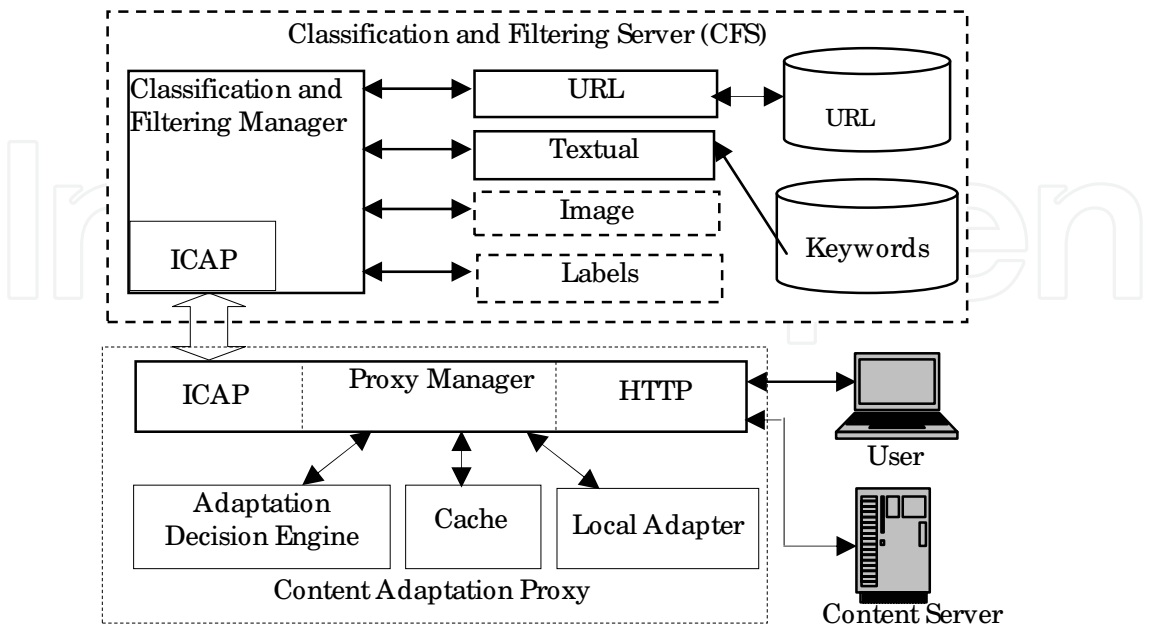 Classification and Filtering Server (CFS)
Classification and
Filtering Manager
ICAP
URL
Textual
Image
Labels
URL
Keywords
ICAP
Proxy Manager
HTTP
User
Adaptation
Decision Engine
Cache
Local Adapter
Content Adaptation Proxy
Content Server